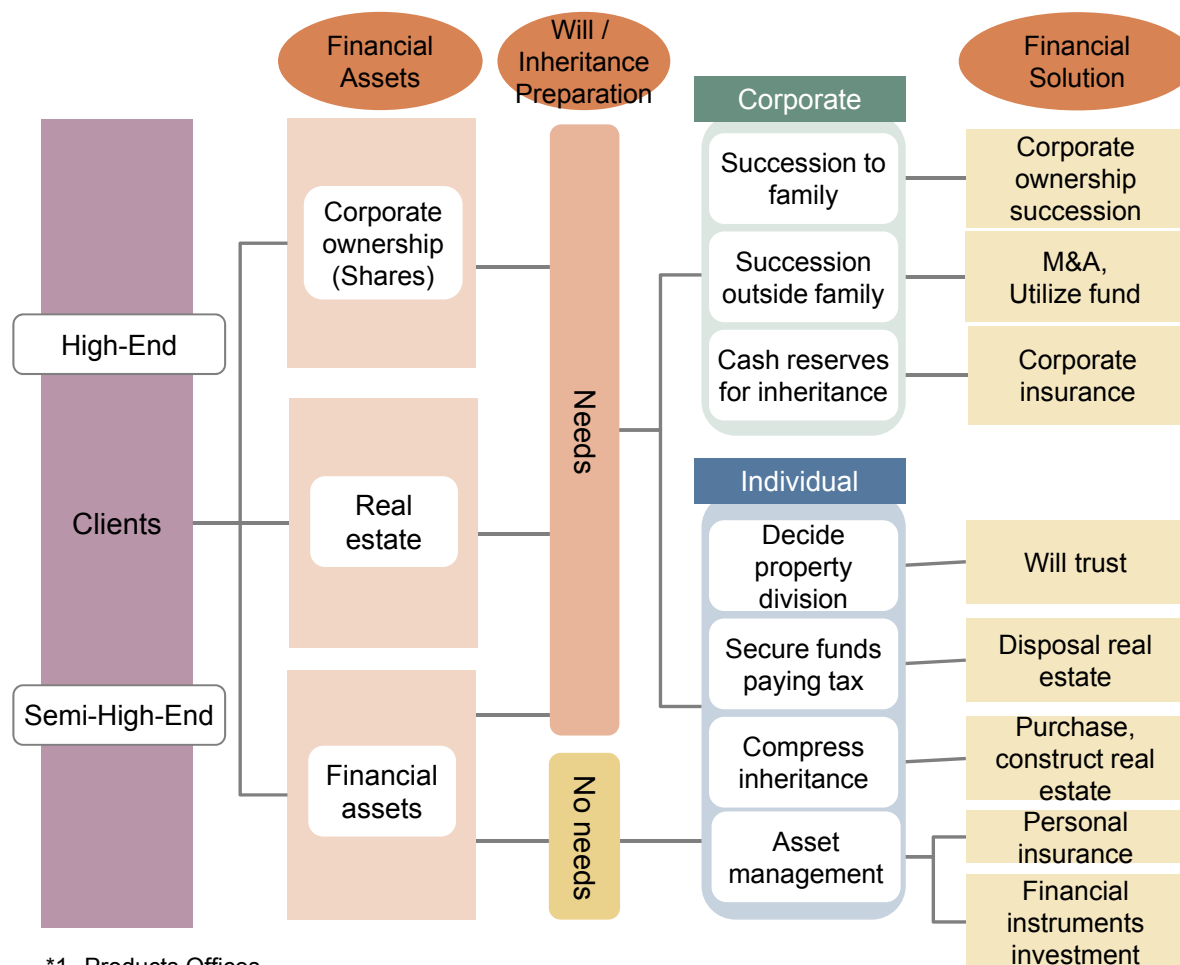 Financial
Assets
Will /
Inheritance
Preparation
Financial
Solution
Corporate
Succession to
family
Corporate
ownership
succession
Corporate
ownership
(Shares)
Succession
outside family
M&A,
Utilize fund
High-End
Cash reserves
for inheritance
Corporate
insurance
Needs
Individual
Clients
Real
estate
Decide
property
division
Will trust
Secure funds
paying tax
Disposal real
estate
Semi-High-End
Compress
inheritance
Purchase,
construct real
estate
Financial
assets
No needs
Asset
management
Personal
insurance
Financial
instruments
investment
*1 Products Offices